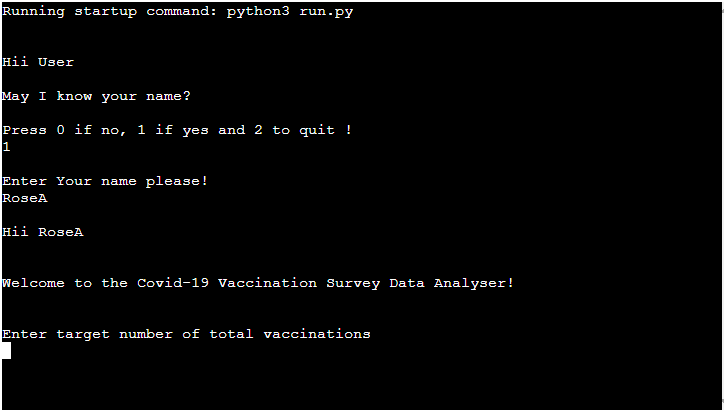 Running startup command: python3 run.py
Hii User
May I know your name?
Press 0 if no, 1 if yes and 2 to quit !
1
Enter Your name please!
RoseA
Hii RoseA
Welcome to the Covid-19 Vaccination Survey Data Analyser!
Enter target number of total vaccinations